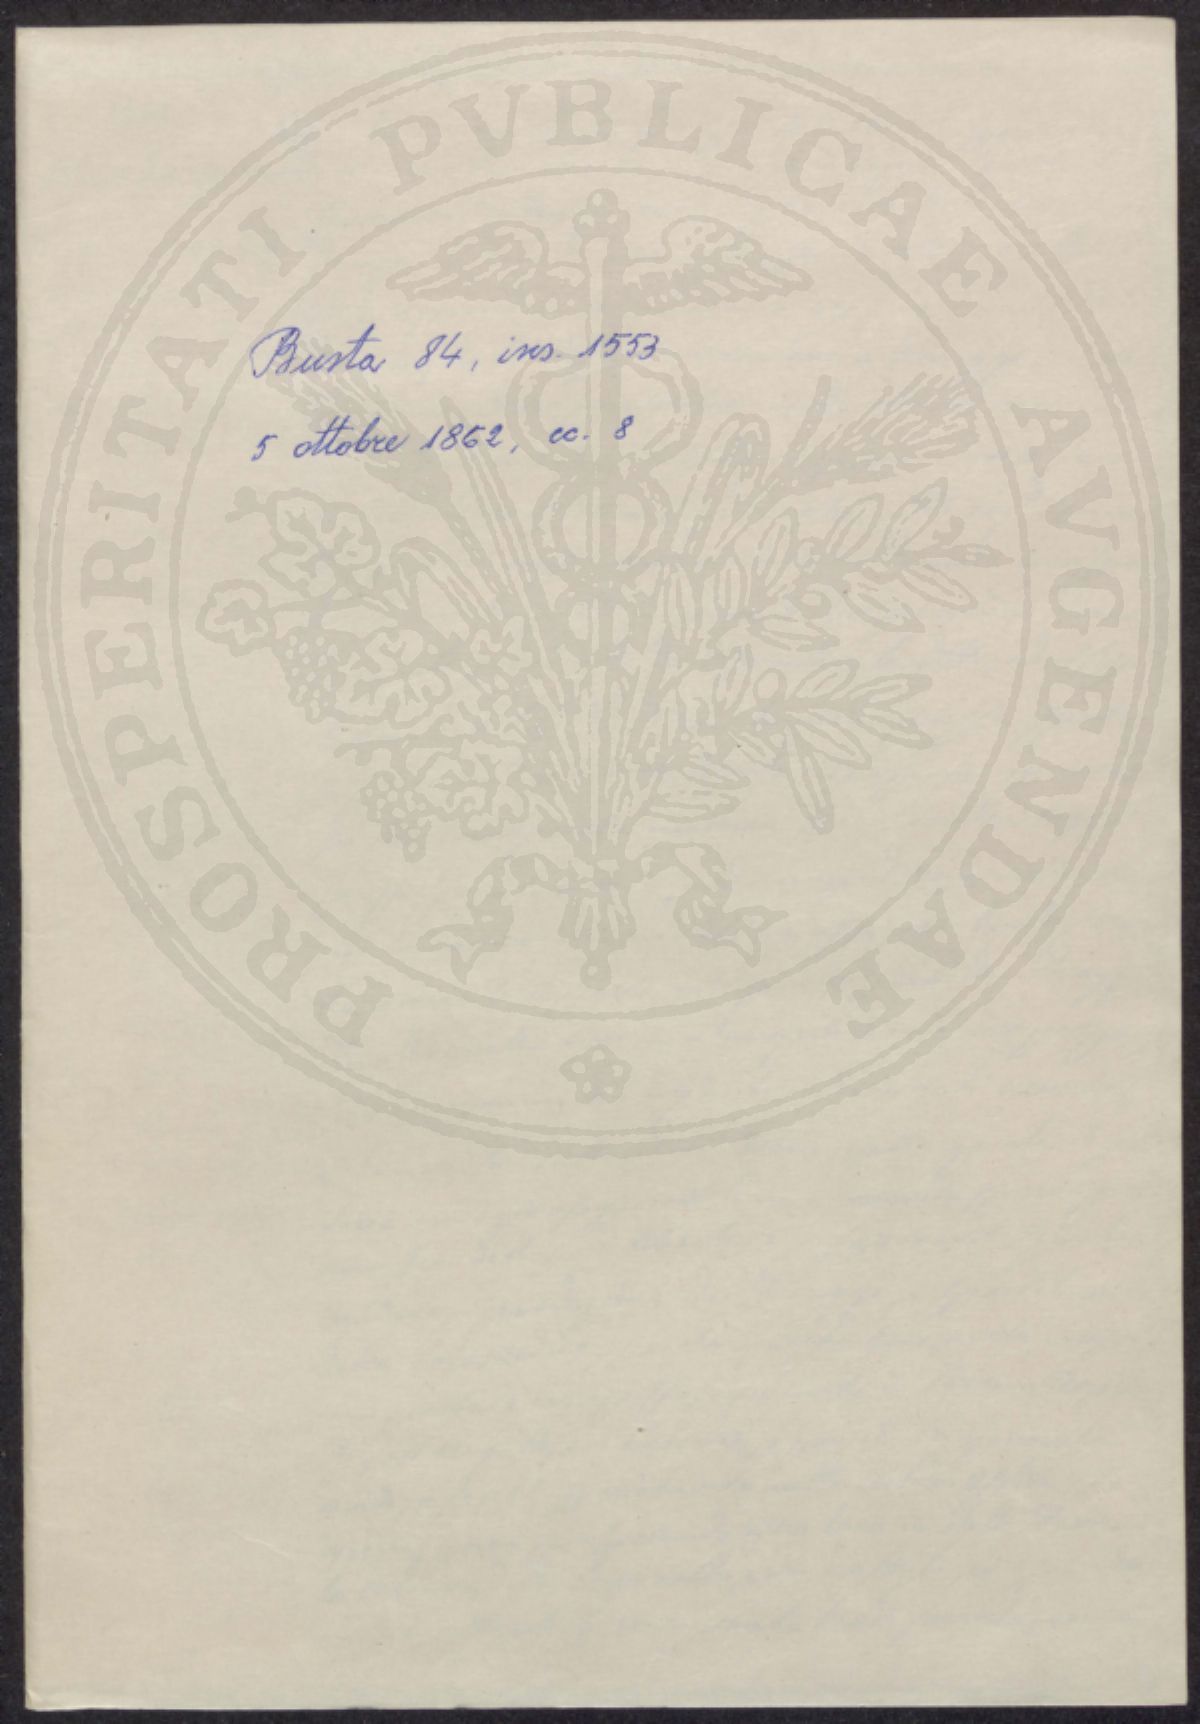 PROSPERITATI PVBLICAE AVGENDAE
Busta 84, ins. 1553
5 ottobre 1862, cc. 8